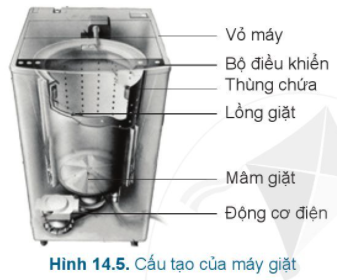 Vỏ máy
Bộ điều khiển
Thùng chứa
Lồng giặt
Mâm giặt
Động cơ điện
Hình 14.5. Cấu tạo của máy giặt